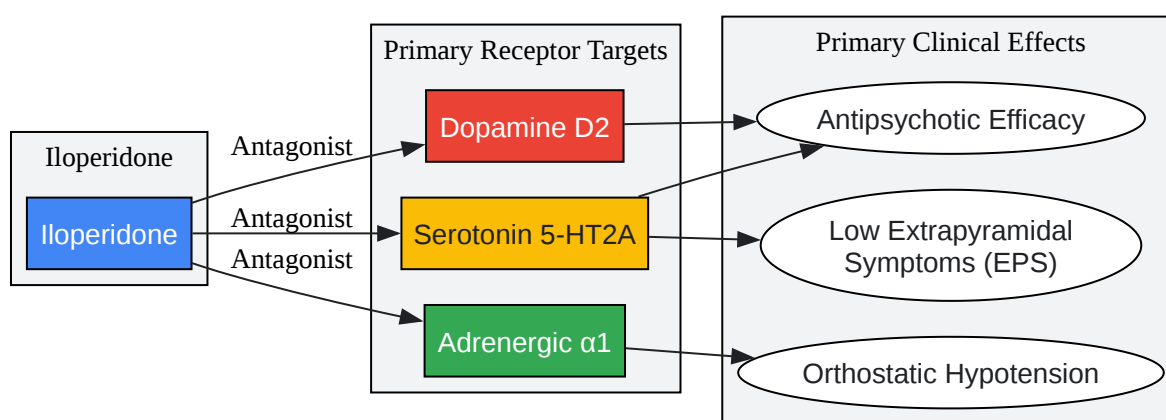 Iloperidone
Iloperidone
Antagonist
Antagonist
Antagonist
Primary Receptor Targets
Dopamine D2
Serotonin 5-HT2A
Adrenergic α1
Primary Clinical Effects
Antipsychotic Efficacy
Low Extrapyramidal
Symptoms (EPS)
Orthostatic Hypotension